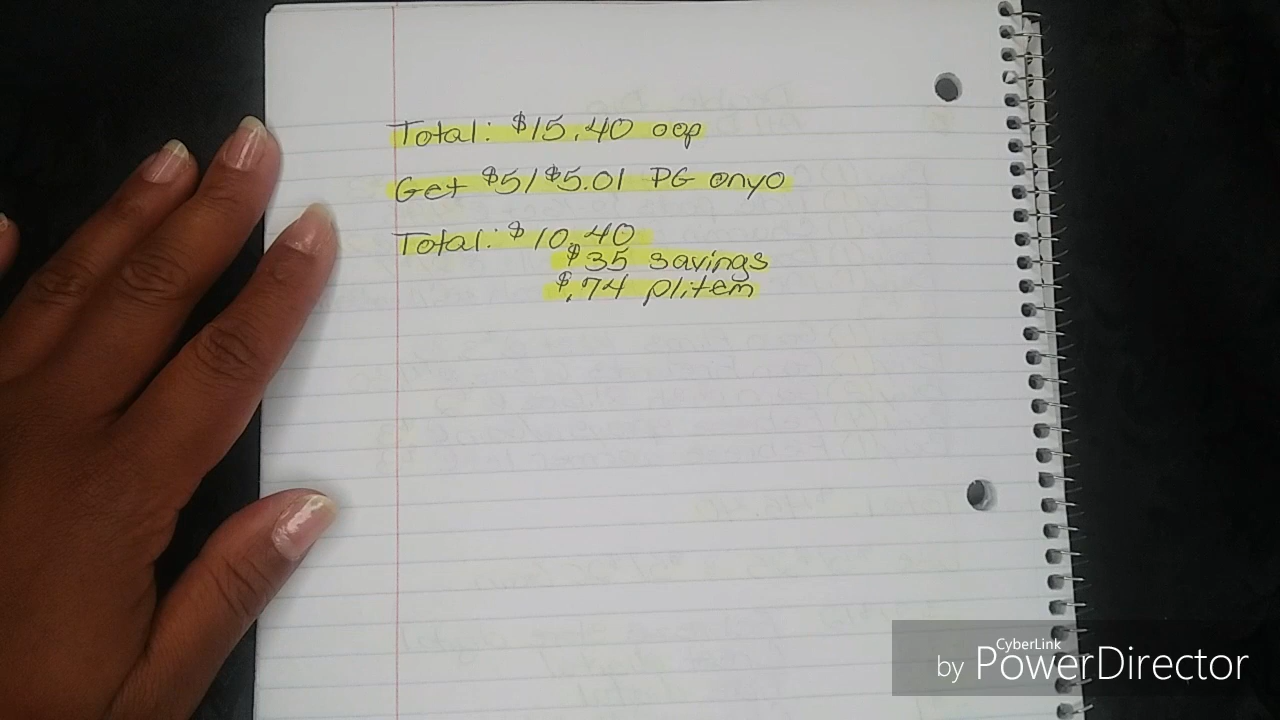 Total: $15.40 oop
Get $5/$5.01 PG onyo
Total: $10.40
$35 savings
$.74 p/item
CyberLink
by PowerDirector